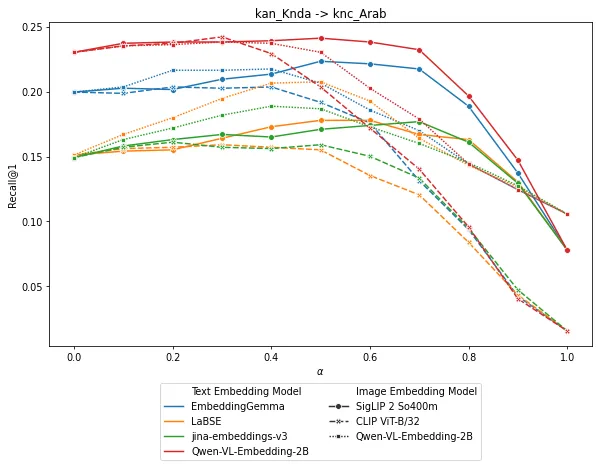 kan_Knda -> knc_Arab
0.25
0.20
0.15
0.10
0.05
Recall@1
0.0 0.2 0.4 0.6 0.8 1.0
α
Text Embedding Model
EmbeddingGemma
LaBSE
jina-embeddings-v3
Qwen-VL-Embedding-2B
Image Embedding Model
SigLIP 2 So400m
CLIP ViT-B/32
Qwen-VL-Embedding-2B